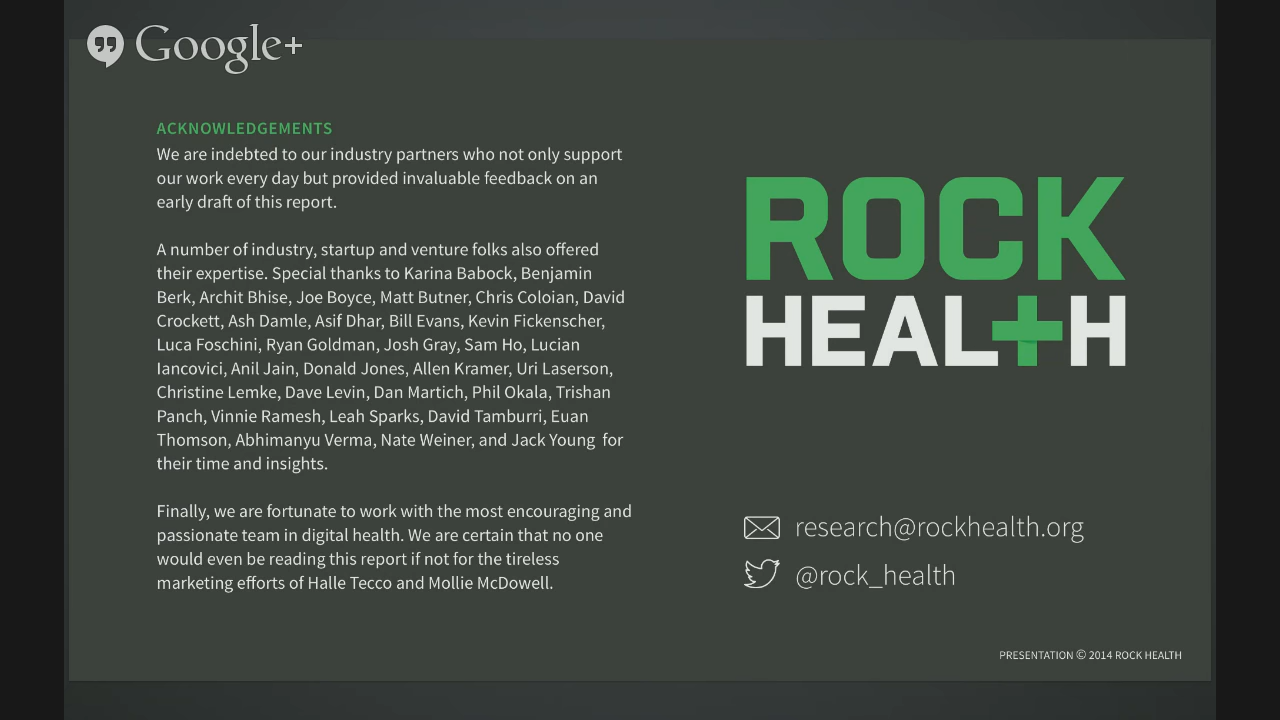 Google+
ACKNOWLEDGEMENTS
We are indebted to our industry partners who not only support
our work every day but provided invaluable feedback on an
early draft of this report.
A number of industry, startup and venture folks also offered
their expertise. Special thanks to Karina Babock, Benjamin
Berk, Archit Bhise, Joe Boyce, Matt Butner, Chris Coloian, David
Crockett, Ash Damle, Asif Dhar, Bill Evans, Kevin Fickenscher,
Luca Foschini, Ryan Goldman, Josh Gray, Sam Ho, Lucian
Iancovici, Anil Jain, Donald Jones, Allen Kramer, Uri Laserson,
Christine Lemke, Dave Levin, Dan Martich, Phil Okala, Trishan
Panch, Vinnie Ramesh, Leah Sparks, David Tamburri, Euan
Thomson, Abhimanyu Verma, Nate Weiner, and Jack Young for
their time and insights.
Finally, we are fortunate to work with the most encouraging and
passionate team in digital health. We are certain that no one
would even be reading this report if not for the tireless
marketing efforts of Halle Tecco and Mollie McDowell.
ROCK
HEALTH
research@rockhealth.org
@rock_health
PRESENTATION © 2014 ROCK HEALTH